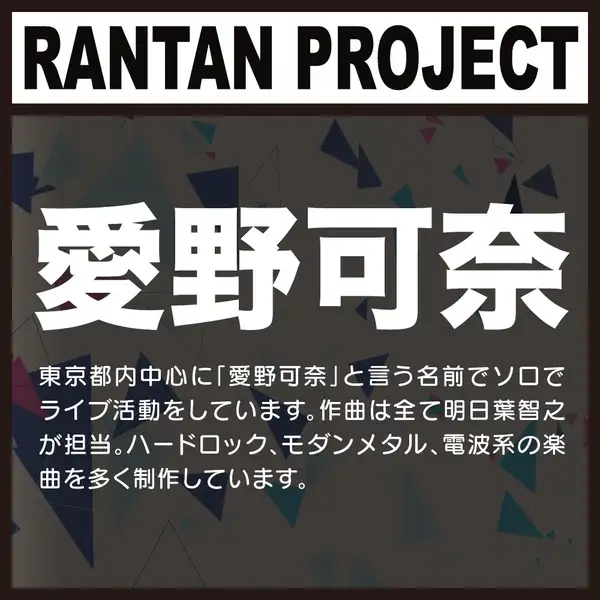 RANTAN PROJECT
愛野可奈
東京都内中心に「愛野可奈」と言う名前でソロで
ライブ活動をしています。作曲は全て明日葉智之
が担当。ハードロック、モダンメタル、電波系の楽
曲を多く制作しています。